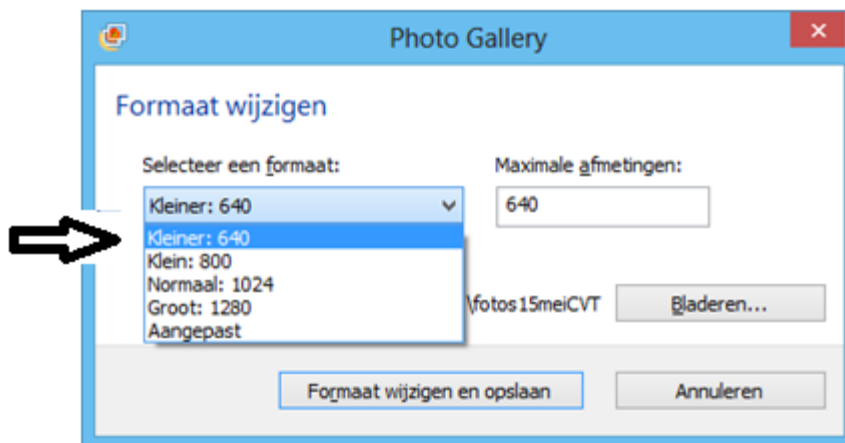 Photo Gallery
Formaat wijzigen
Selecteer een formaat:
Maximale afmetingen:
Kleiner: 640
640
Kleiner: 640
Klein: 800
Normaal: 1024
Groot: 1280
Aangepast
\fotos15meiCVT
Bladeren...
Formaat wijzigen en opslaan
Annuleren